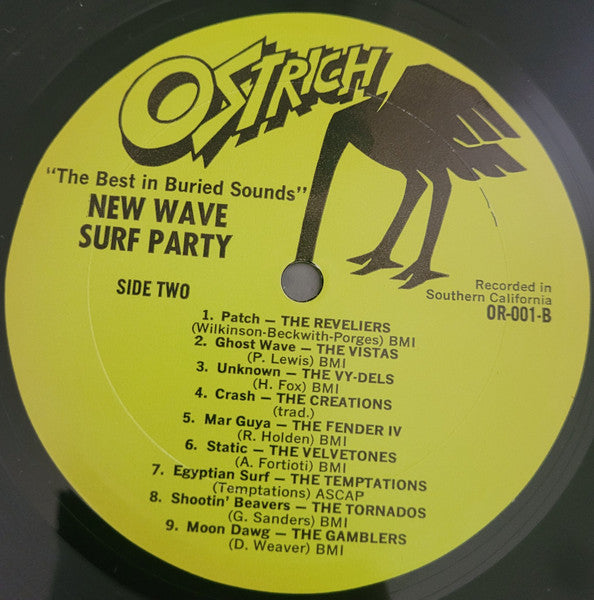 OSTRICH
"The Best in Buried Sounds"
NEW WAVE
SURF PARTY
SIDE TWO
Recorded in
Southern California
OR-001-B
1. Patch – THE REVELIERS
(Wilkinson-Beckwith-Porges) BMI
2. Ghost Wave – THE VISTAS
(P. Lewis) BMI
3. Unknown – THE VY-DELS
(H. Fox) BMI
4. Crash – THE CREATIONS
(trad.)
5. Mar Guya – THE FENDER IV
(R. Holden) BMI
6. Static – THE VELVETONES
(A. Fortioti) BMI
7. Egyptian Surf – THE TEMPTATIONS
(Temptations) ASCAP
8. Shootin' Beavers – THE TORNADOS
(G. Sanders) BMI
9. Moon Dawg – THE GAMBLERS
(D. Weaver) BMI